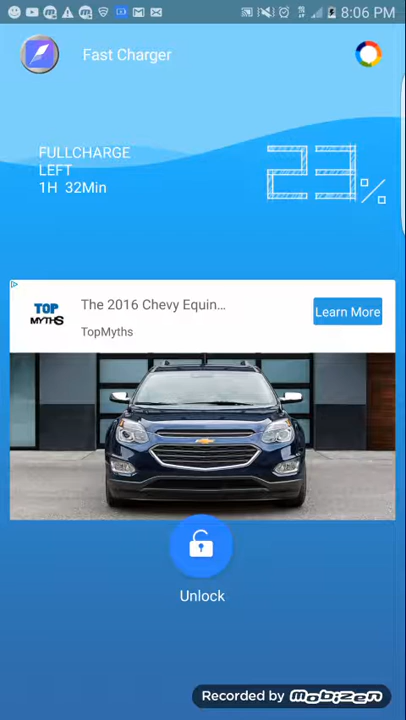 8:06 PM
Fast Charger
FULLCHARGE
LEFT
1H 32Min
23%
TOP
MYTHS
The 2016 Chevy Equin...
TopMyths
Learn More
Unlock
Recorded by MOBIZEN